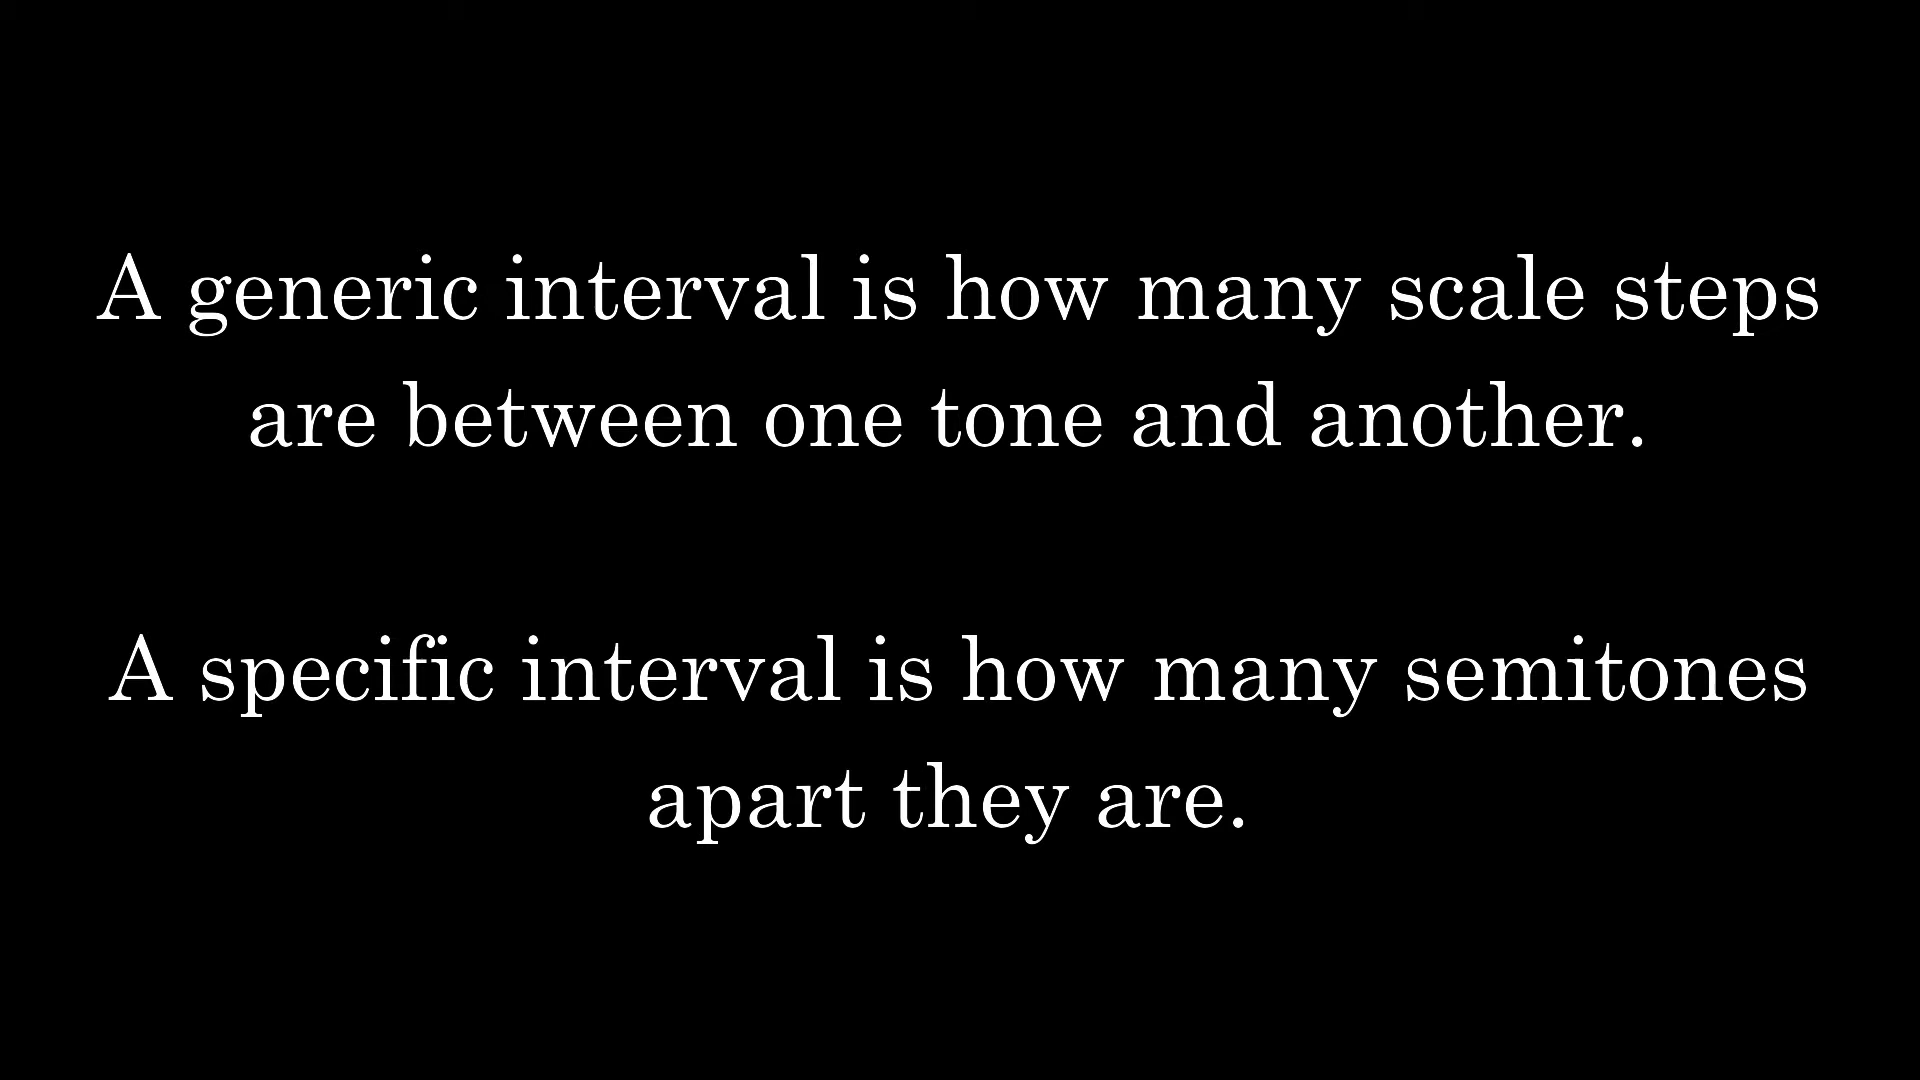 A generic interval is how many scale steps
are between one tone and another.
A specific interval is how many semitones
apart they are.